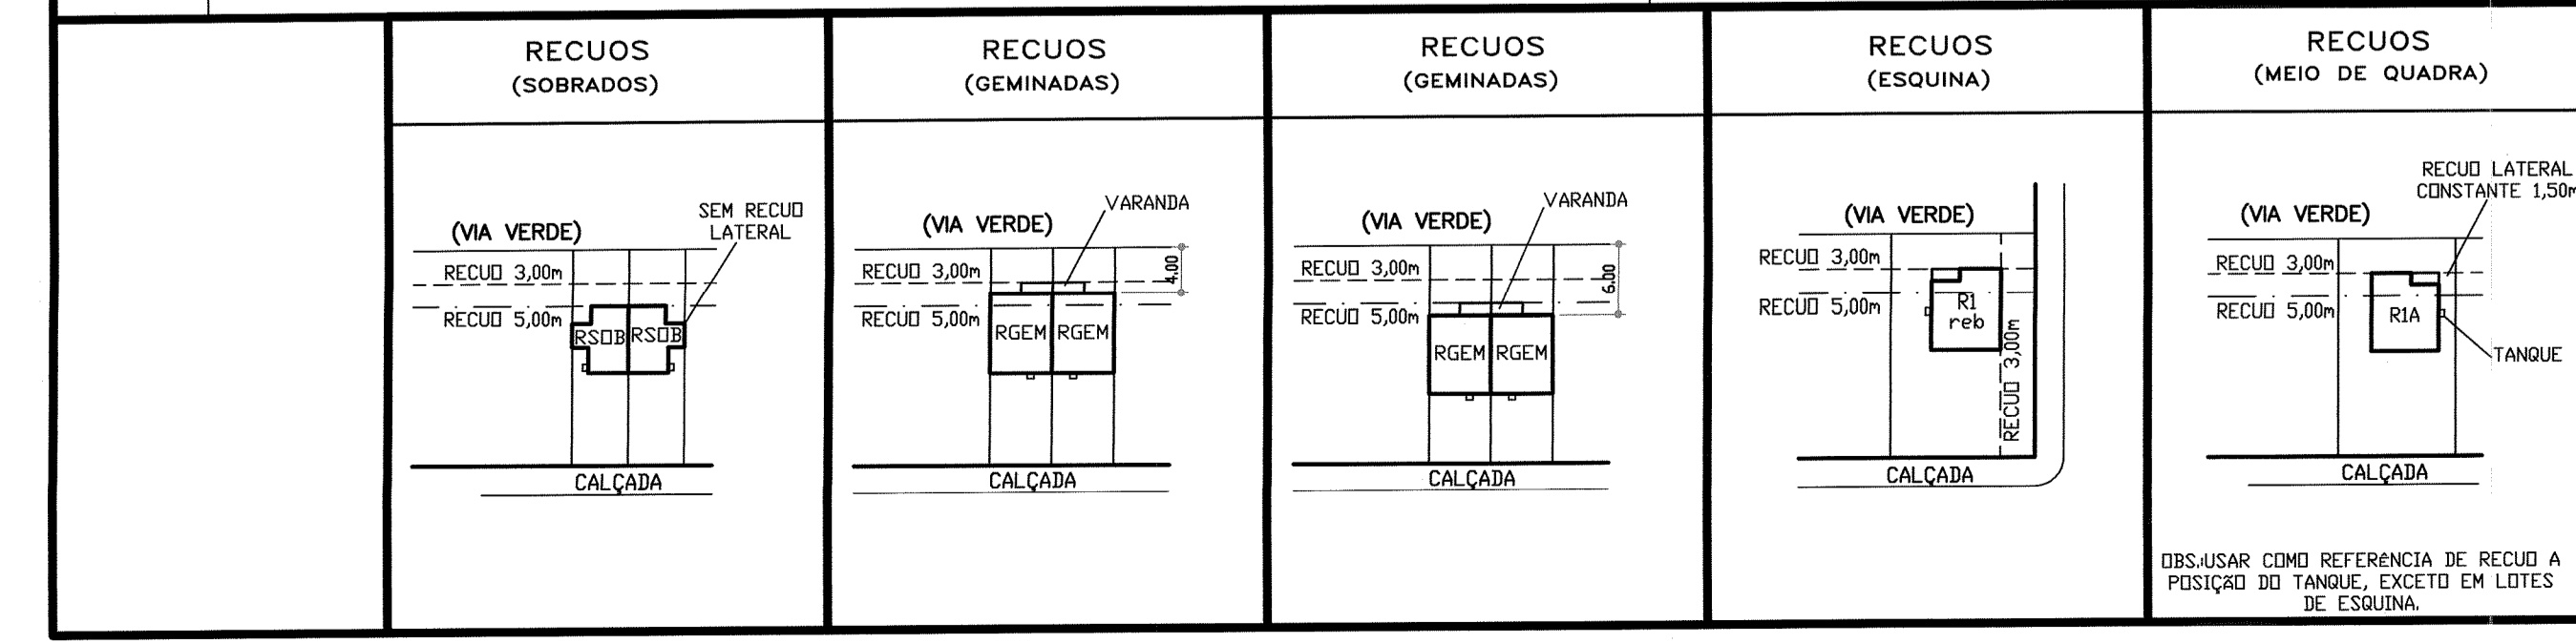 RECUOS
(SOBRADOS)
SEM RECUO
LATERAL
(VIA VERDE)
RECUO 3,00m
RECUO 5,00m
RSOB RSOB
CALÇADA
RECUOS
(GEMINADAS)
VARANDA
(VIA VERDE)
RECUO 3,00m
4.00
RECUO 5,00m
RGEM RGEM
CALÇADA
RECUOS
(GEMINADAS)
VARANDA
(VIA VERDE)
RECUO 3,00m
6.00
RECUO 5,00m
RGEM RGEM
CALÇADA
RECUOS
(ESQUINA)
(VIA VERDE)
RECUO 3,00m
RECUO 5,00m
R1
reb
RECUO 3,00m
CALÇADA
RECUOS
(MEIO DE QUADRA)
RECUO LATERAL
CONSTANTE 1,50m
(VIA VERDE)
RECUO 3,00m
RECUO 5,00m
R1A
TANQUE
CALÇADA
OBS.:USAR COMO REFERÊNCIA DE RECUO A
POSIÇÃO DO TANQUE, EXCETO EM LOTES
DE ESQUINA.